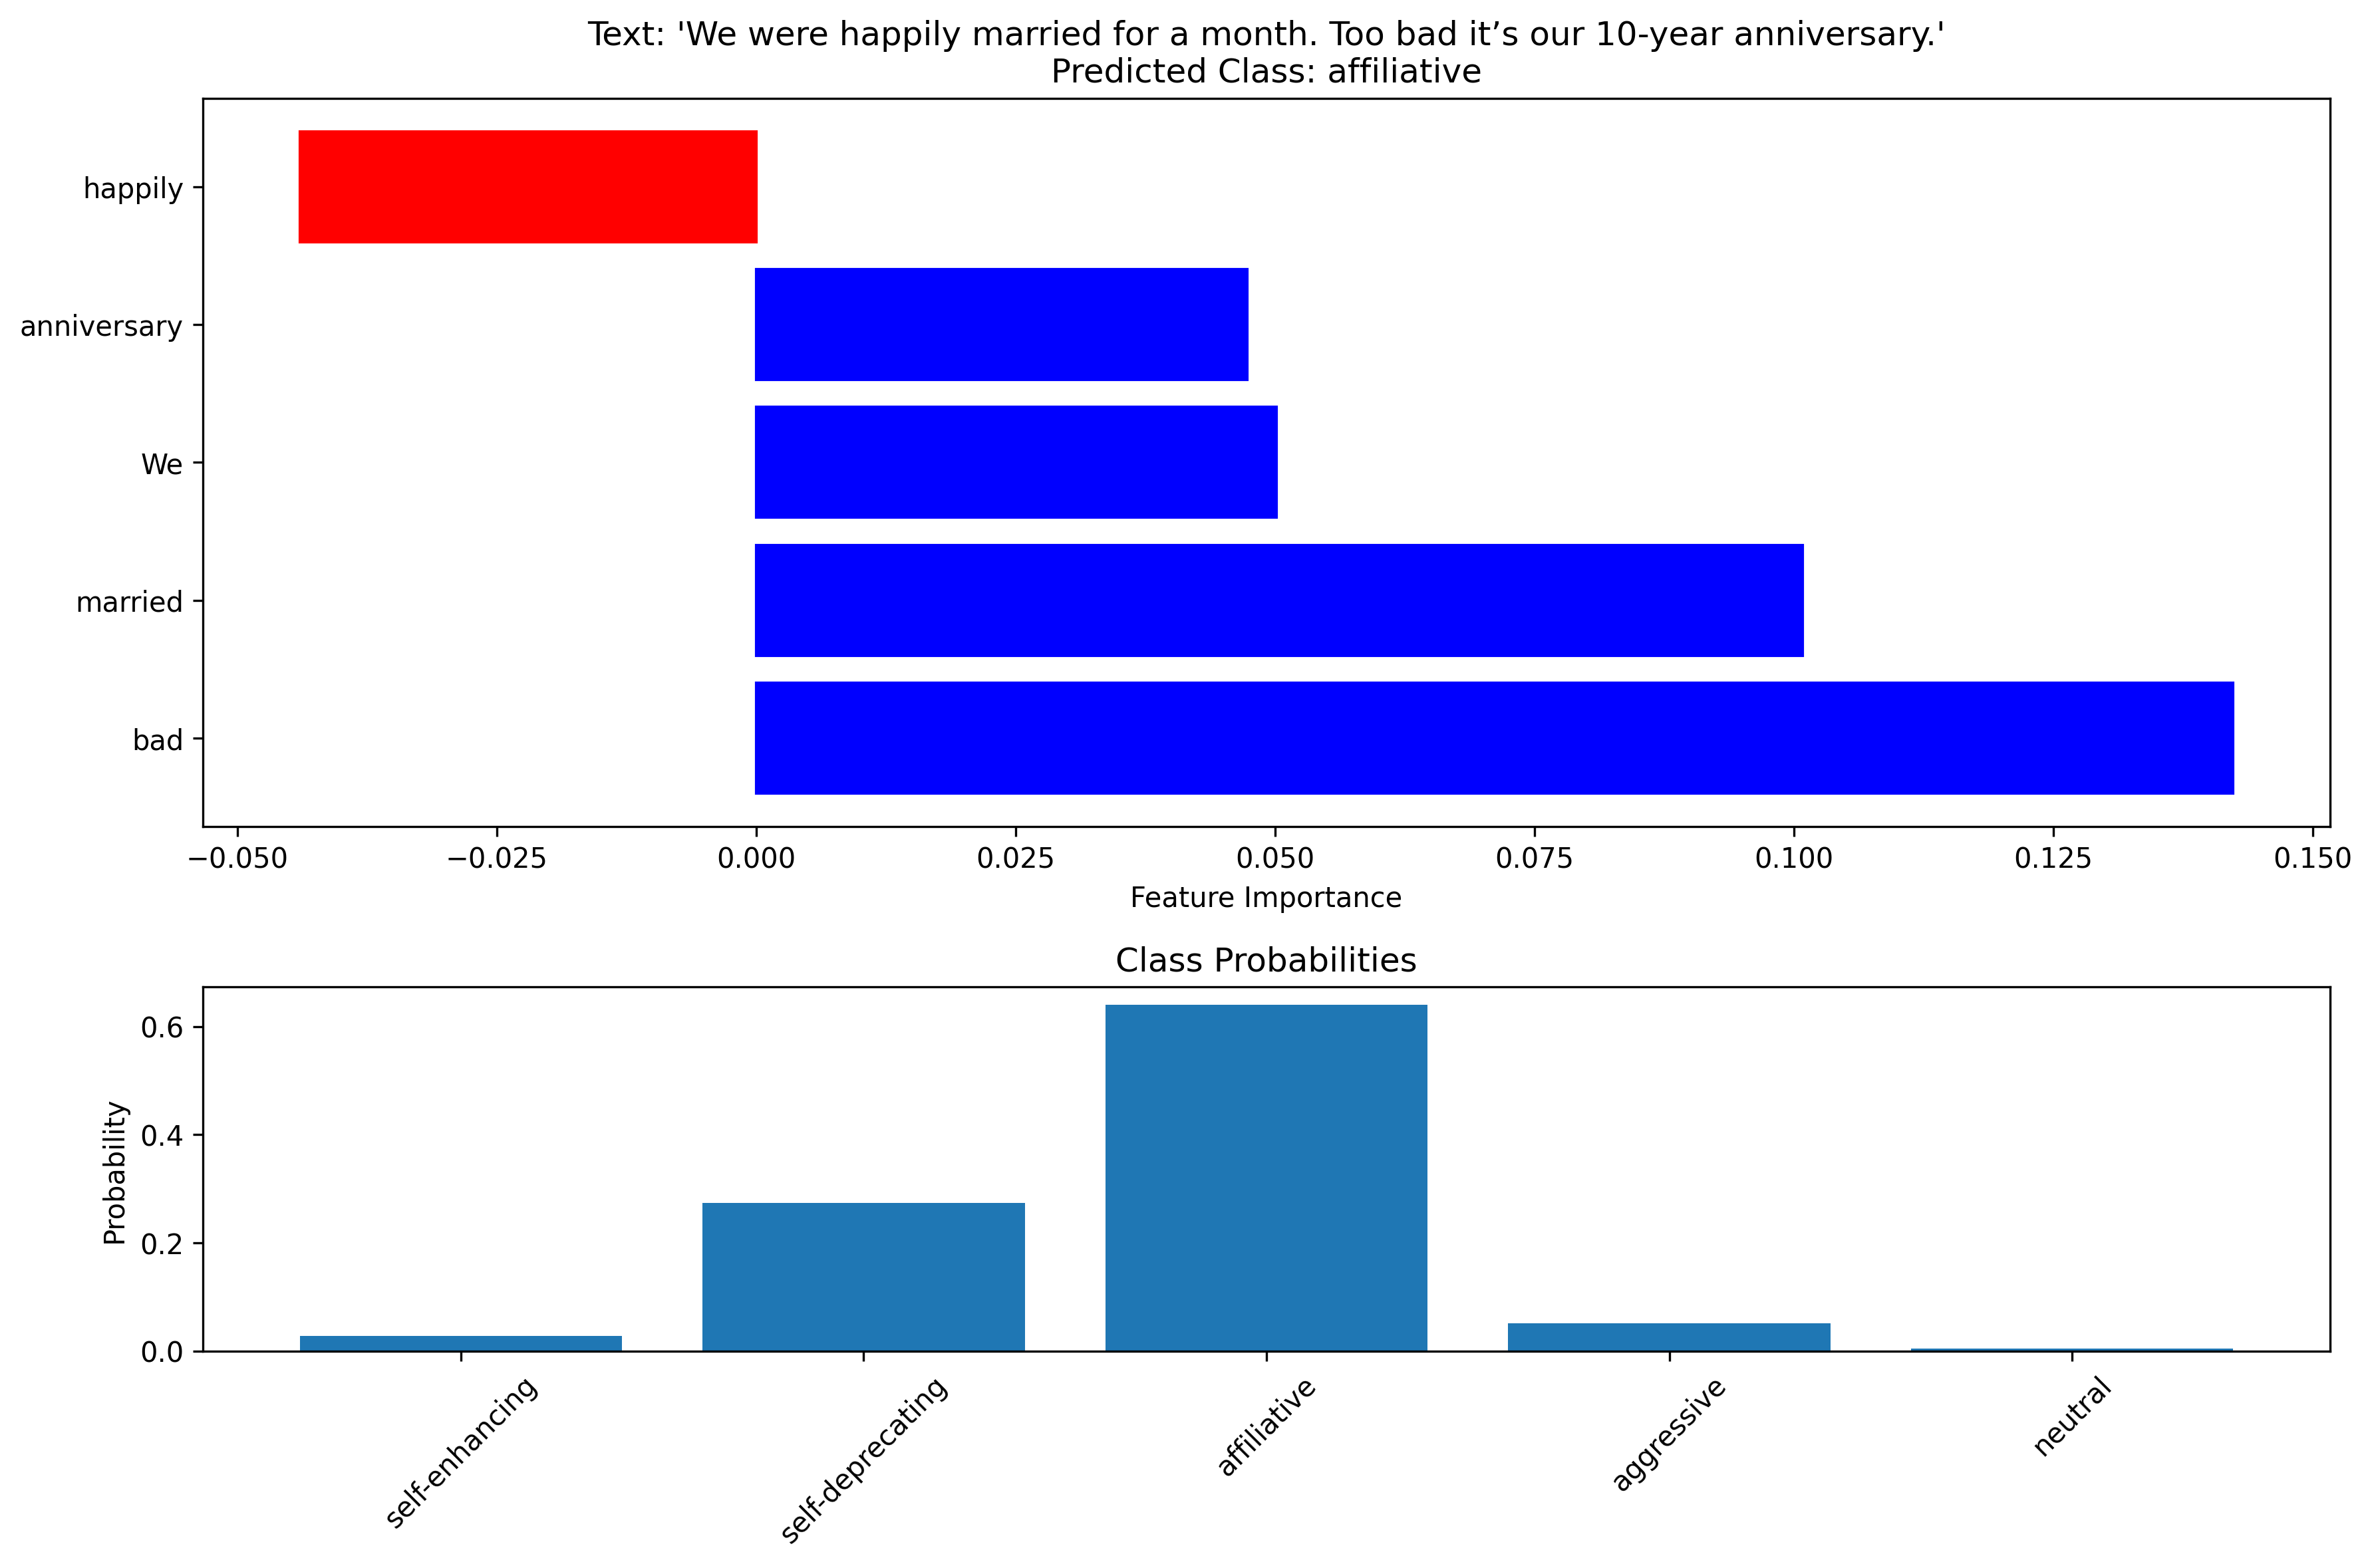 Text: 'We were happily married for a month. Too bad it’s our 10-year anniversary.'
Predicted Class: affiliative
happily
anniversary
We
married
bad
−0.050 −0.025 0.000 0.025 0.050 0.075 0.100 0.125 0.150
Feature Importance
Class Probabilities
Probability
0.6
0.4
0.2
0.0
self-enhancing self-deprecating affiliative aggressive neutral